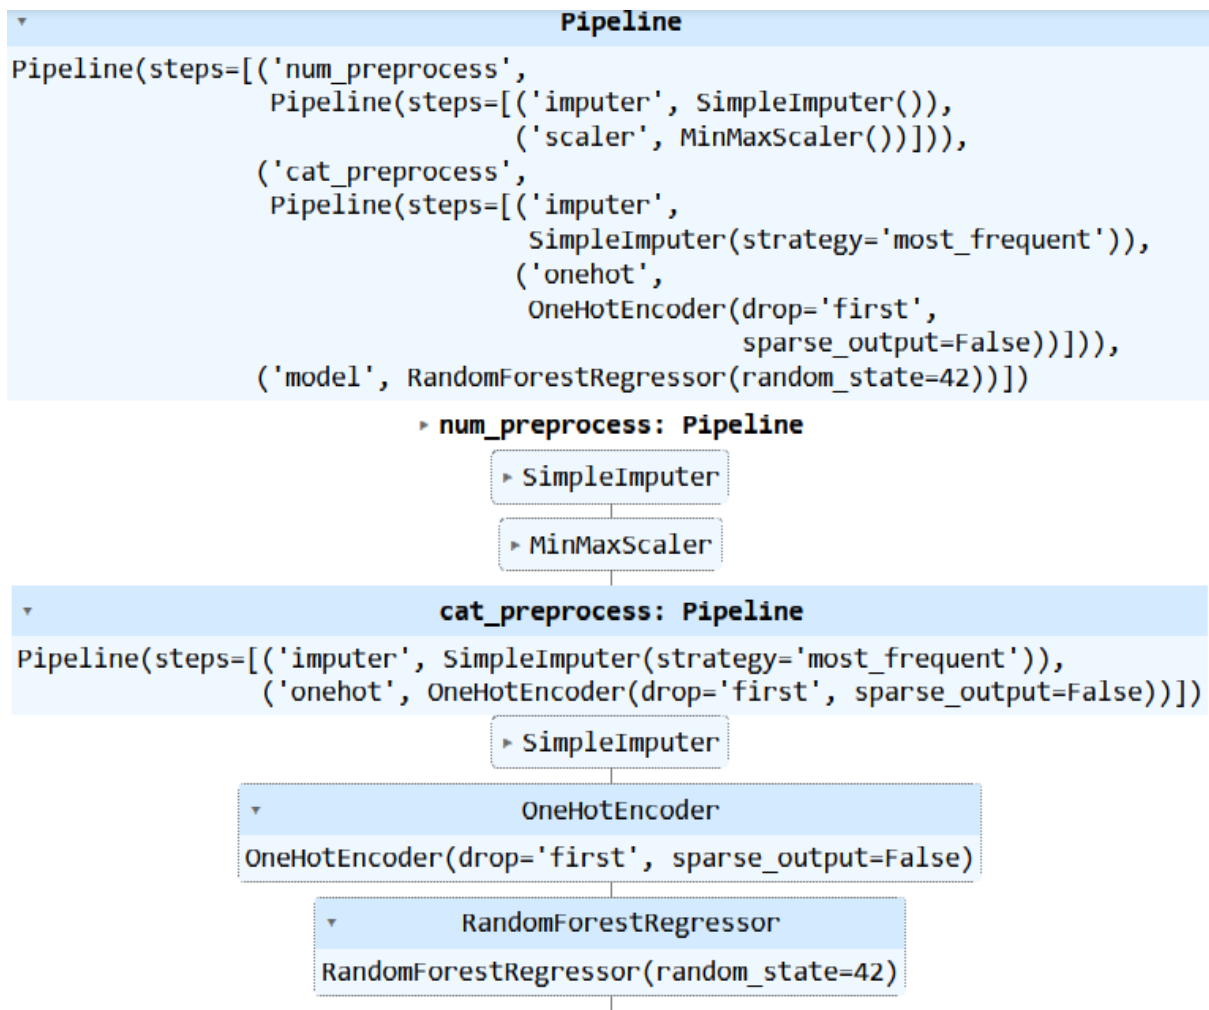 Pipeline
Pipeline(steps=[('num_preprocess',
Pipeline(steps=[('imputer', SimpleImputer()),
('scaler', MinMaxScaler())])),
('cat_preprocess',
Pipeline(steps=[('imputer',
SimpleImputer(strategy='most_frequent')),
('onehot',
OneHotEncoder(drop='first',
sparse_output=False))])),
('model', RandomForestRegressor(random_state=42))])
num_preprocess: Pipeline
SimpleImputer
MinMaxScaler
cat_preprocess: Pipeline
Pipeline(steps=[('imputer', SimpleImputer(strategy='most_frequent')),
('onehot', OneHotEncoder(drop='first', sparse_output=False))])
SimpleImputer
OneHotEncoder
OneHotEncoder(drop='first', sparse_output=False)
RandomForestRegressor
RandomForestRegressor(random_state=42)